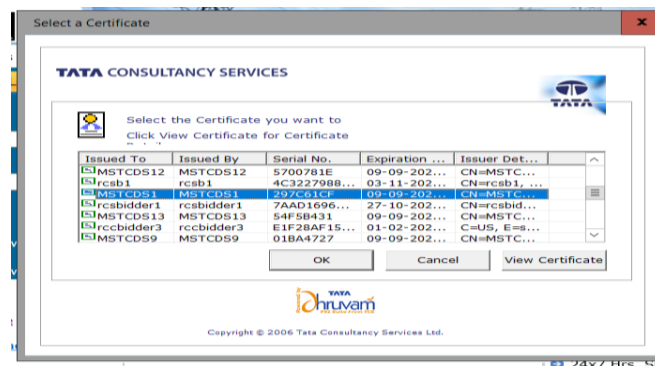 Select a Certificate
TATA CONSULTANCY SERVICES
TATA
Select the Certificate you want to
Click View Certificate for Certificate
Issued To Issued By Serial No. Expiration ... Issuer Det...
MSTCDS12 MSTCDS12 5700781E 09-09-202... CN=MSTC...
rcsb1 rcsb1 4C3227988... 03-11-202... CN=rcsb1, ...
MSTCDS1 MSTCDS1 297C61CF 09-09-202... CN=MSTC...
rcsbidder1 rcsbidder1 7AAD1696... 27-10-202... CN=rcsbid...
MSTCDS13 MSTCDS13 54F5B431 09-09-202... CN=MSTC...
rccbidder3 rccbidder3 E1F28AF15... 01-02-202... C=US, E=s...
MSTCDS9 MSTCDS9 01BA4727 09-09-202... CN=MSTC...
OK Cancel View Certificate
Powered by
TATA
Dhruvam
Copyright © 2006 Tata Consultancy Services Ltd.
24x7 Hrs. S